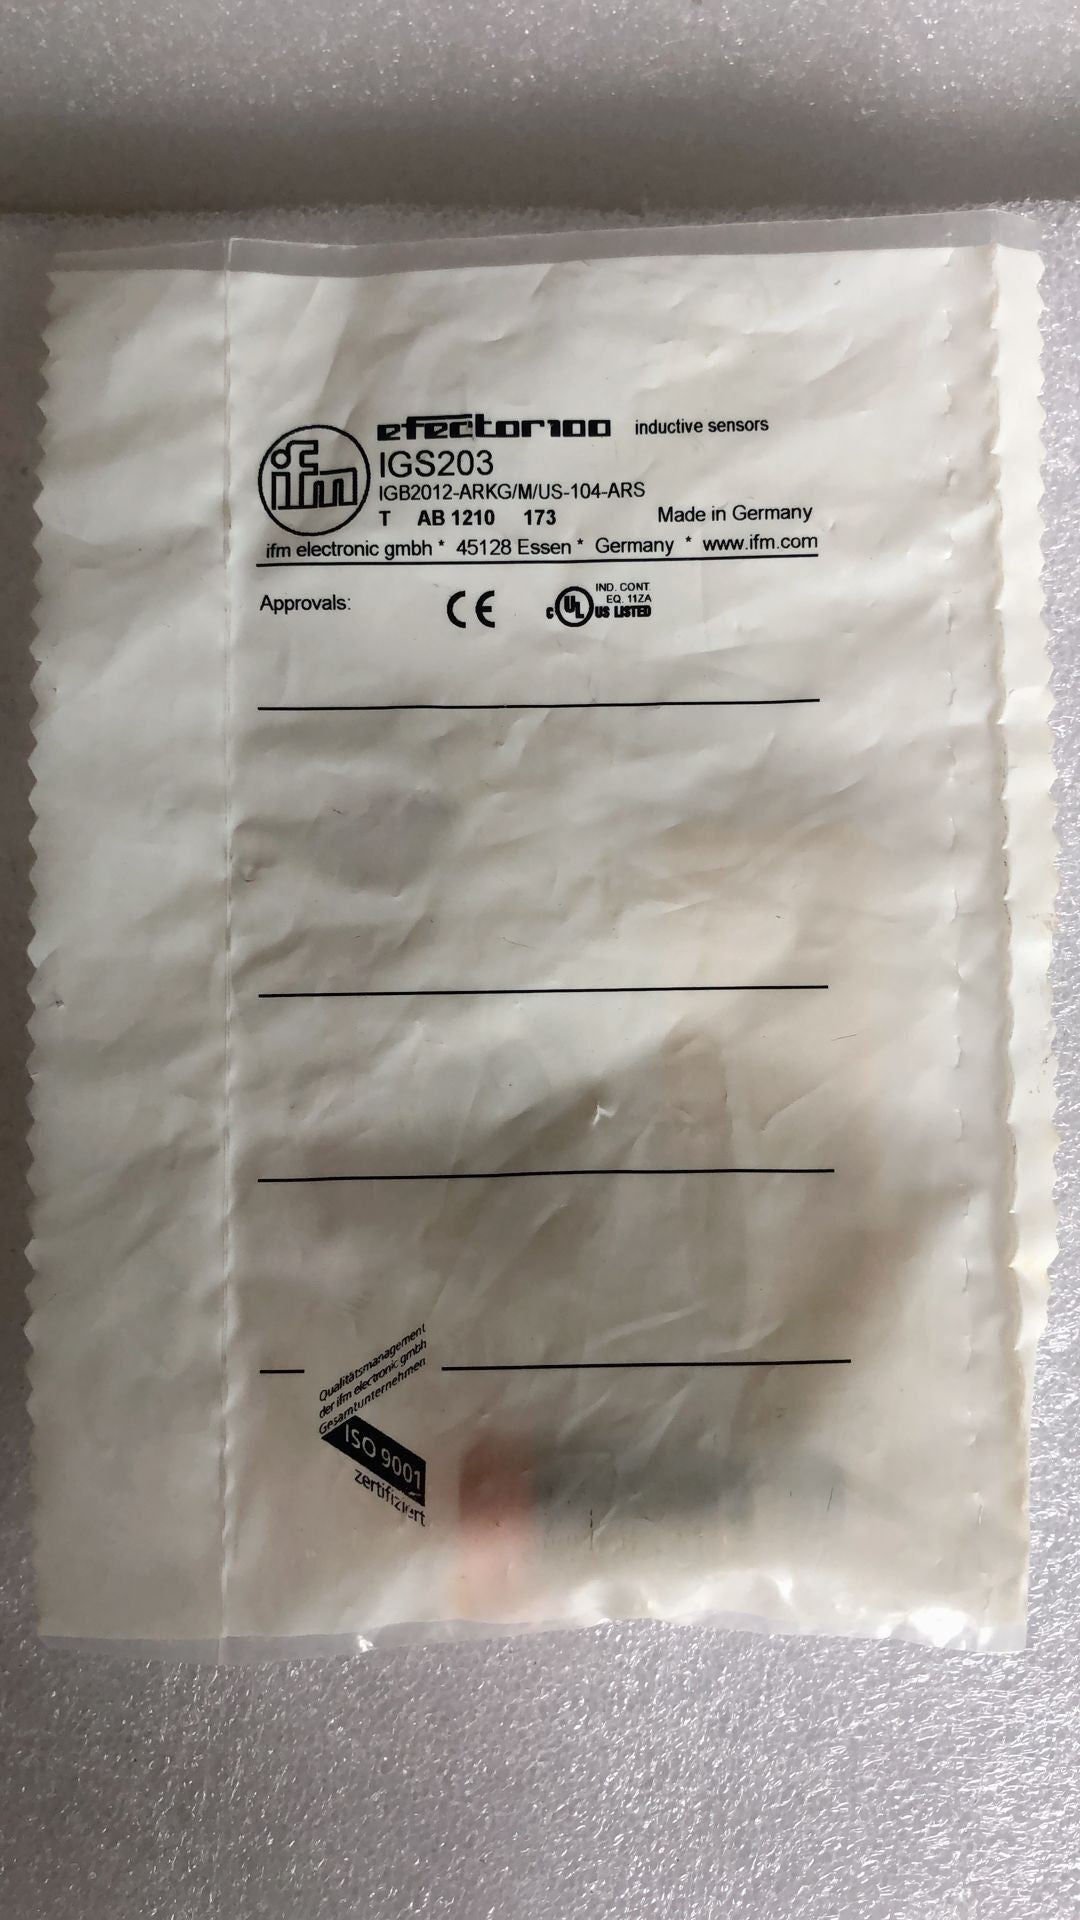 efector100 inductive sensors
ifm
IGS203
IGB2012-ARKG/M/US-104-ARS
T AB 1210 173 Made in Germany
ifm electronic gmbh * 45128 Essen * Germany * www.ifm.com
Approvals:
CE
c UL US LISTED
IND. CONT.
EQ. 11ZA
Qualitätsmanagement
der ifm electronic gmbh
Gesamtunternehmen
ISO 9001
zertifiziert